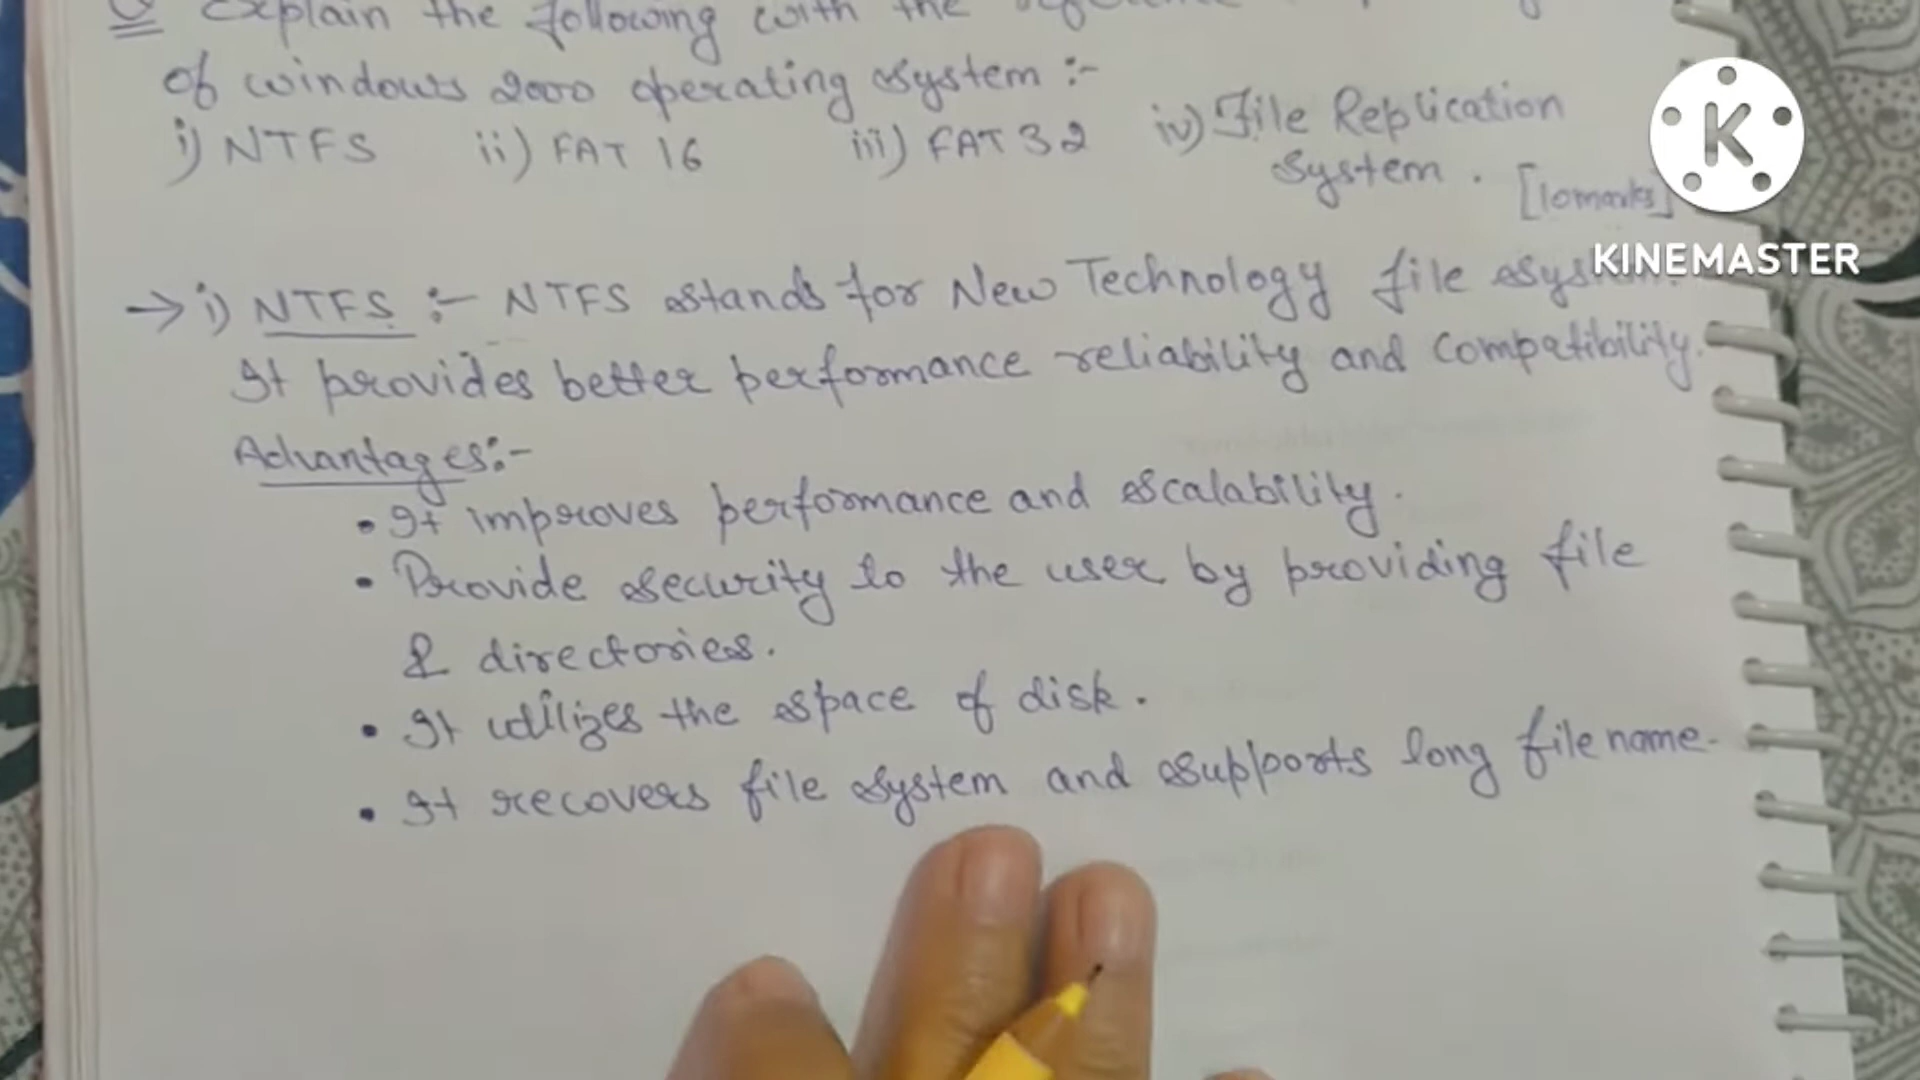 Q Explain the following with the
of windows 2000 operating system :-
i) NTFS ii) FAT 16 iii) FAT 32 iv) File Replication
System. [10marks]
K
KINEMASTER
→ i) NTFS :- NTFS stands for New Technology file system.
It provides better performance reliability and compatibility.
Advantages:-
• It improves performance and scalability.
• Provide security to the user by providing file
& directories.
• It utilizes the space of disk.
• It recovers file system and supports long file name.